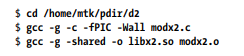 $ cd /home/mtk/pdir/d2
$ gcc -g -c -fPIC -Wall modx2.c
$ gcc -g -shared -o libx2.so modx2.o